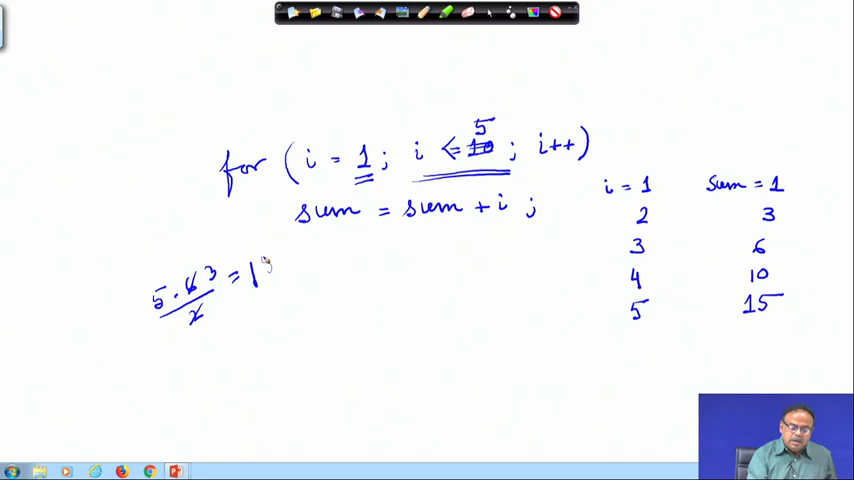 5
for (i = 1; i <= 10; i++)
sum = sum + i;
i = 1 sum = 1
2 3
3 6
4 10
5 15
5 . 6 3 = 1
2